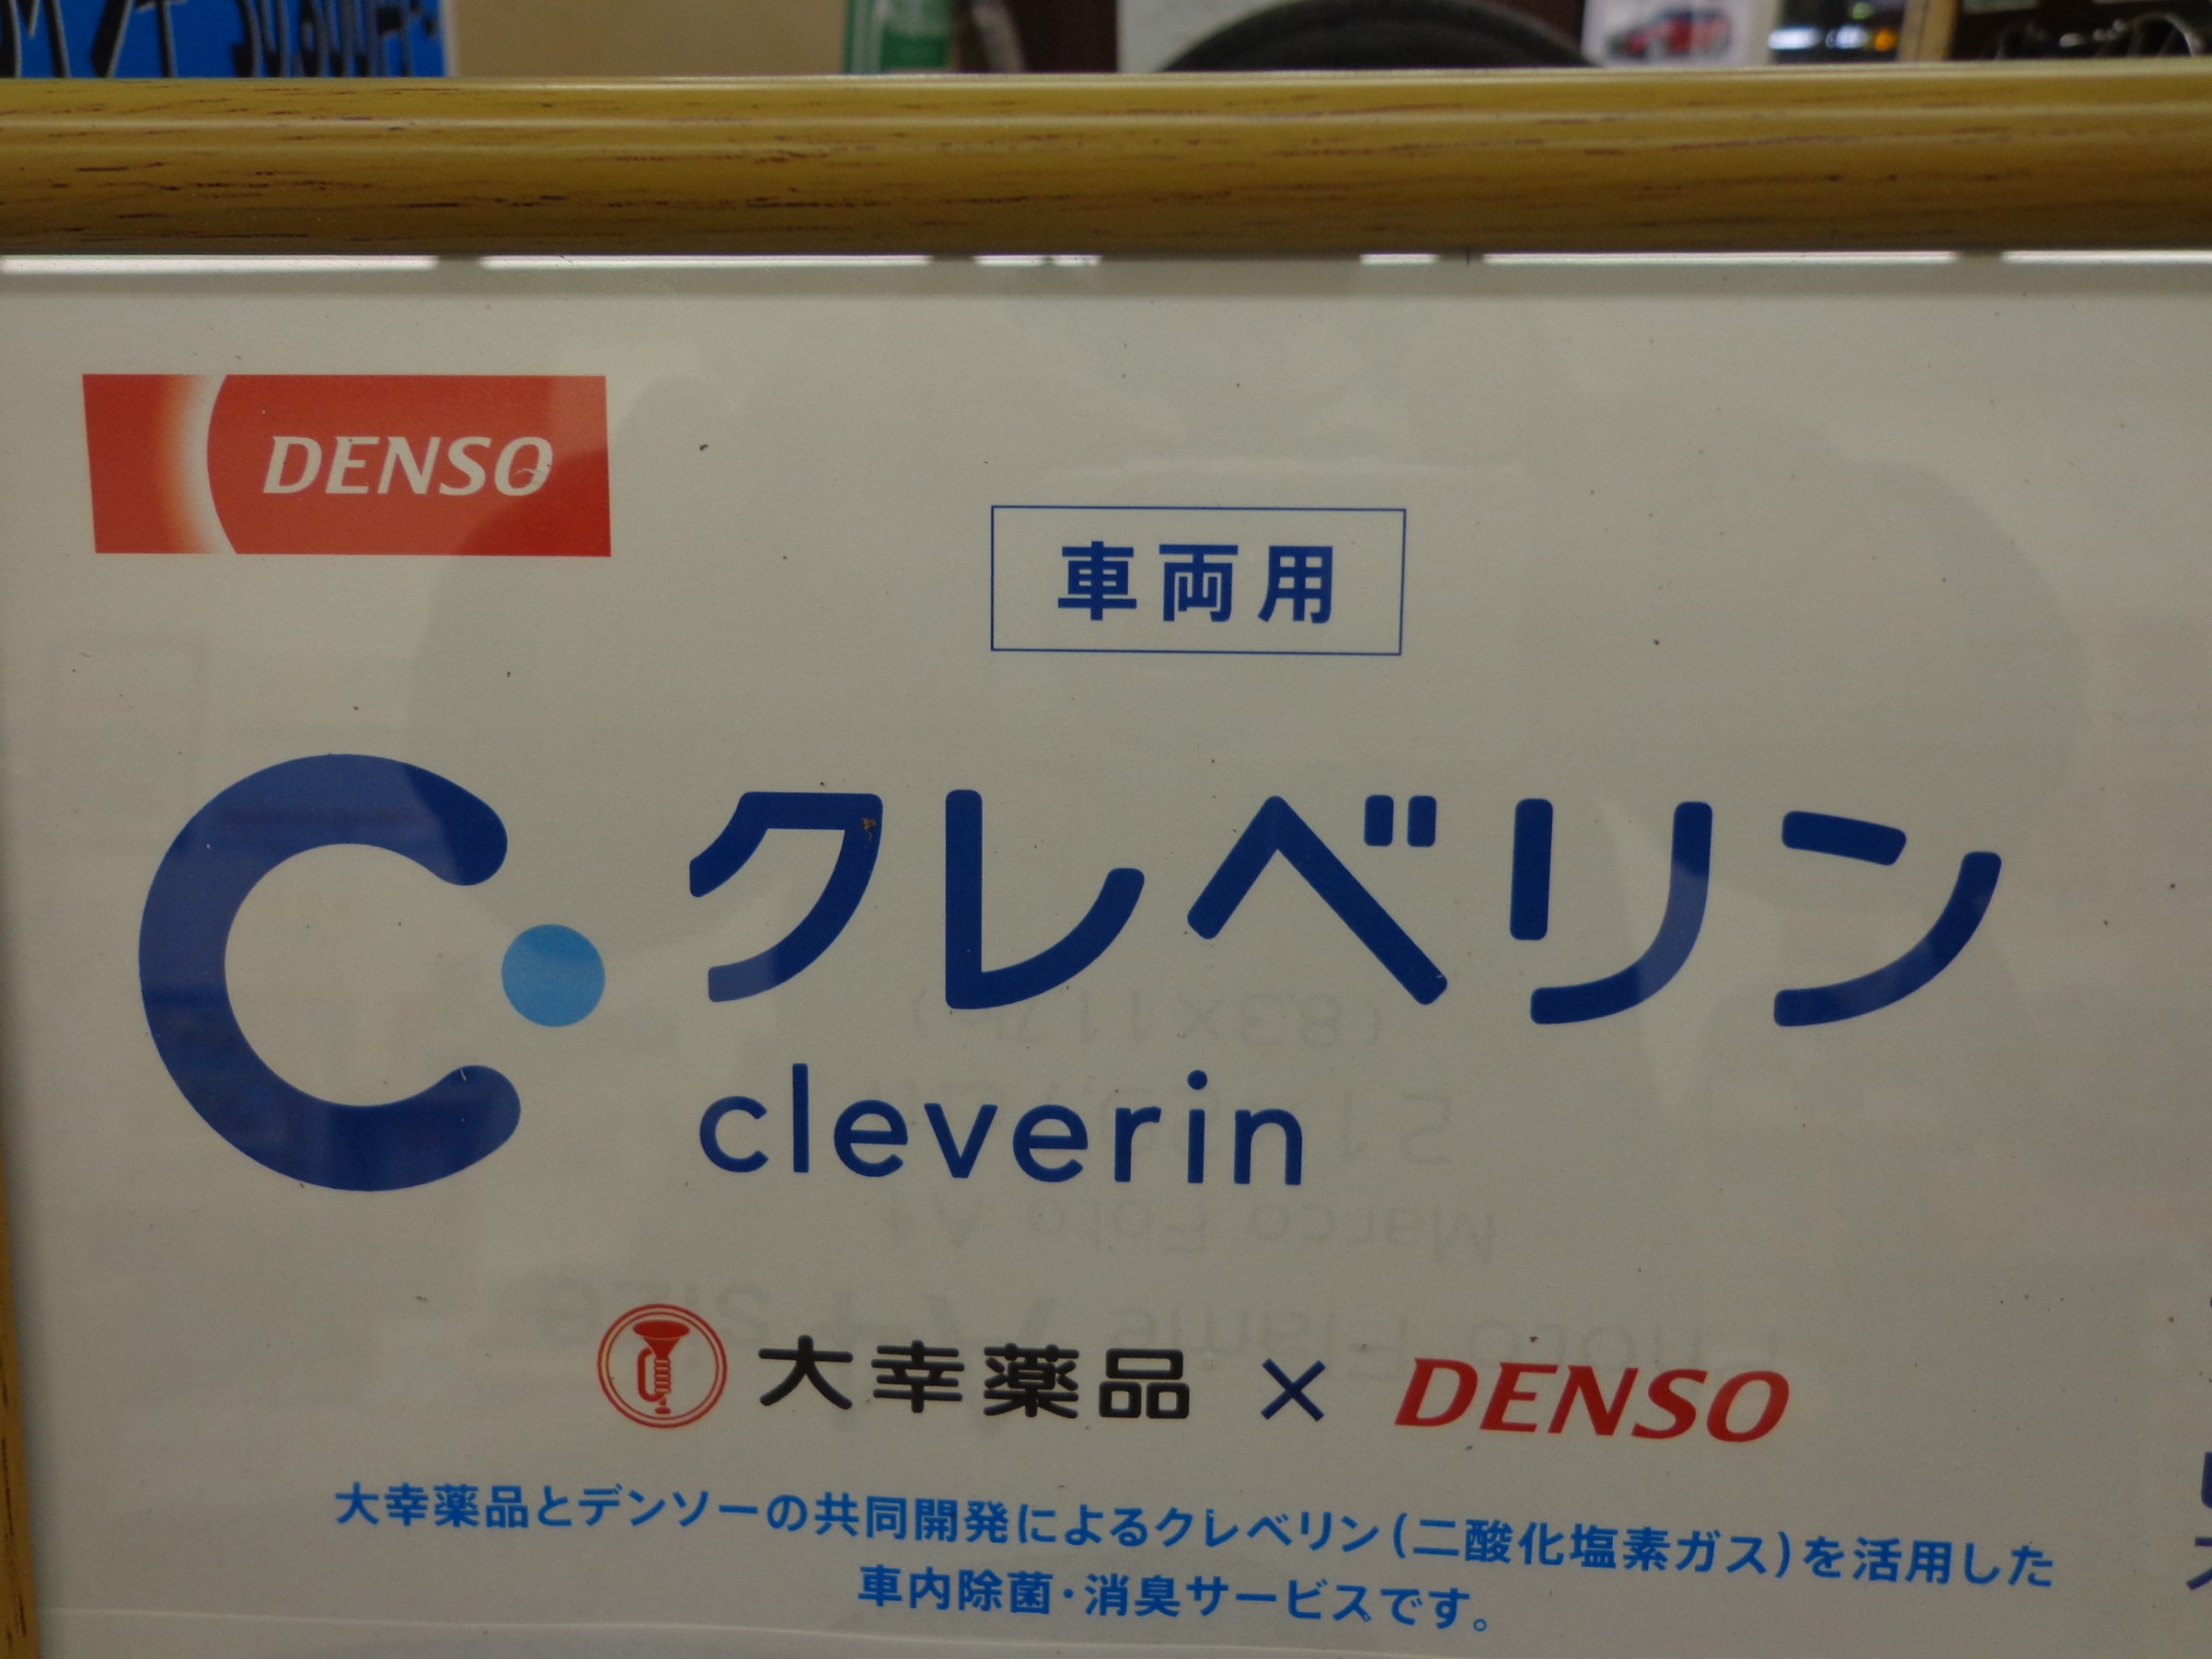 DENSO
車両用
クレベリン
cleverin
大幸薬品 × DENSO
大幸薬品とデンソーの共同開発によるクレベリン(二酸化塩素ガス)を活用した
車内除菌・消臭サービスです。